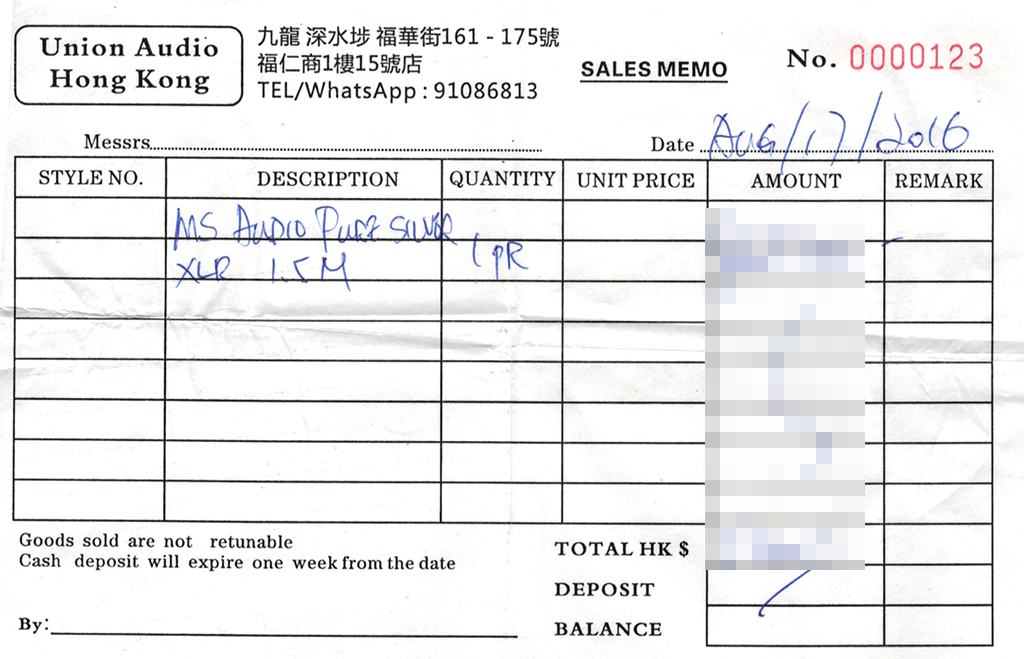 Union Audio
Hong Kong
九龍 深水埗 福華街161 - 175號
福仁商1樓15號店
TEL/WhatsApp : 91086813
SALES MEMO
No. 0000123
Messrs
Date Aug/17/2016
STYLE NO. DESCRIPTION QUANTITY UNIT PRICE AMOUNT REMARK
MS AUDIO PURE SILVER
XLR 1.5M 1 PR
Goods sold are not retunable
Cash deposit will expire one week from the date
TOTAL HK $
DEPOSIT
BALANCE
By: